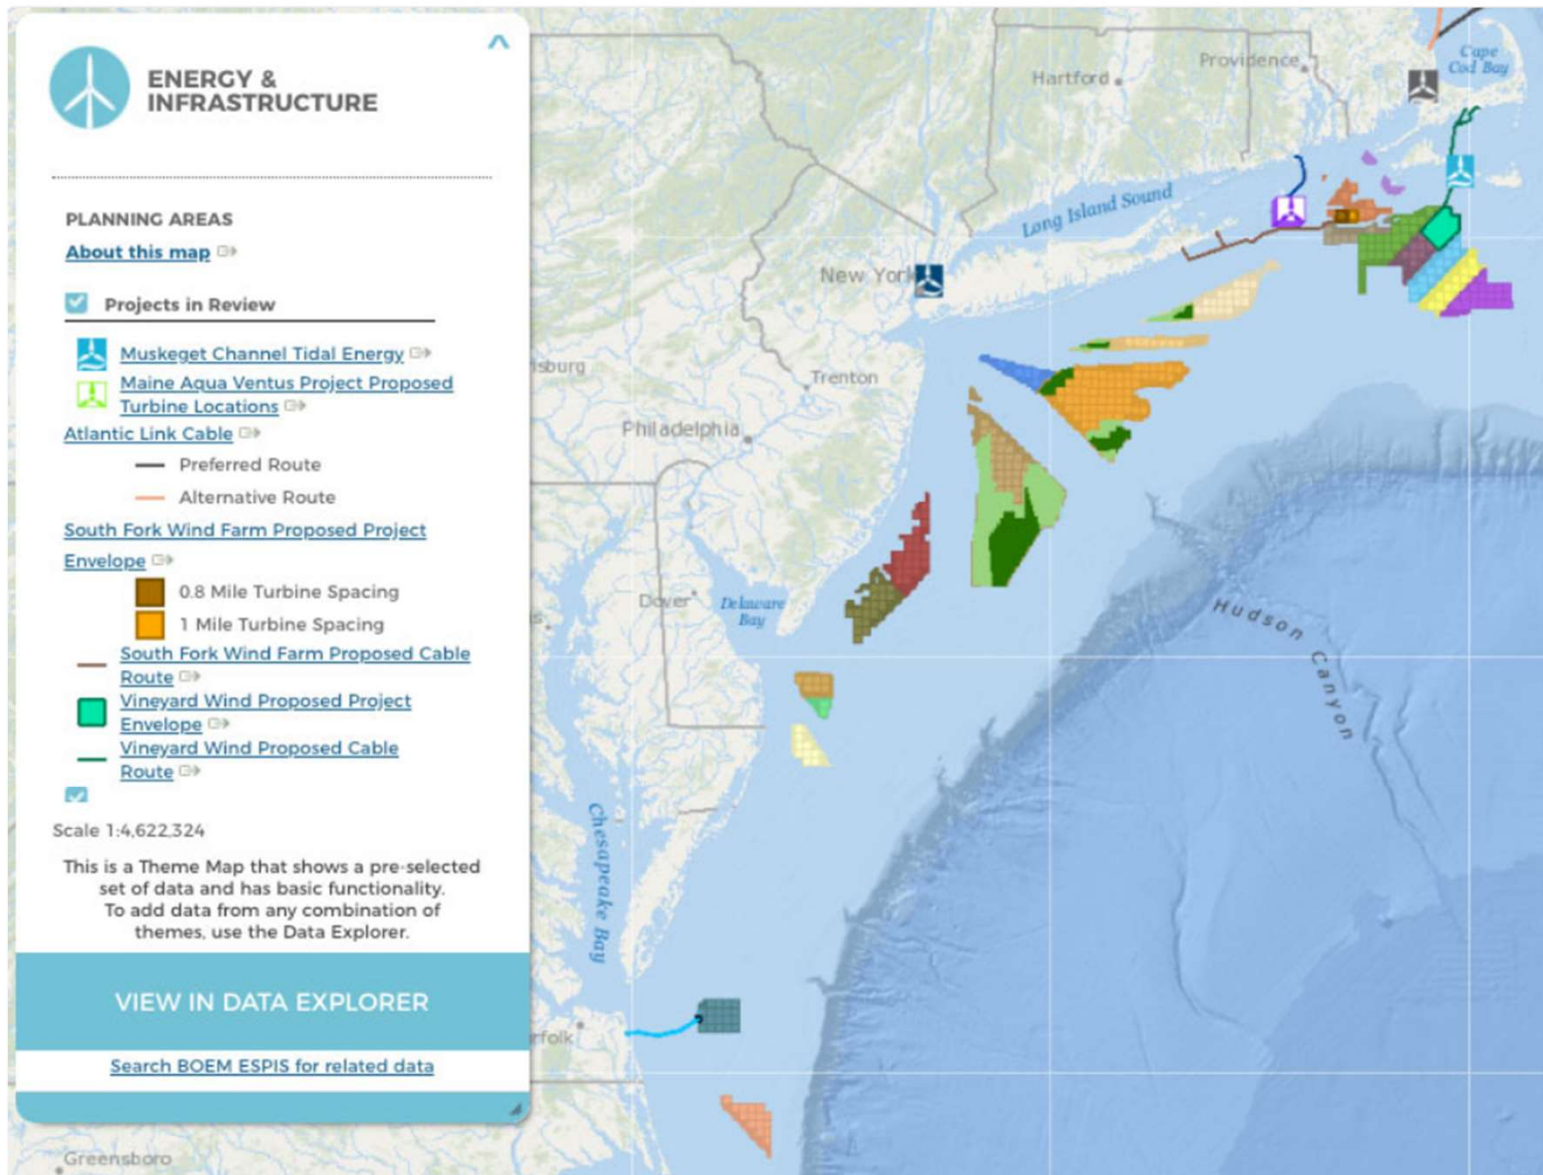 ENERGY &
INFRASTRUCTURE
PLANNING AREAS
About this map
Projects in Review
Muskeget Channel Tidal Energy
Maine Aqua Ventus Project Proposed
Turbine Locations
Atlantic Link Cable
Preferred Route
Alternative Route
South Fork Wind Farm Proposed Project
Envelope
0.8 Mile Turbine Spacing
1 Mile Turbine Spacing
South Fork Wind Farm Proposed Cable
Route
Vineyard Wind Proposed Project
Envelope
Vineyard Wind Proposed Cable
Route
Scale 1:4,622,324
This is a Theme Map that shows a pre-selected
set of data and has basic functionality.
To add data from any combination of
themes, use the Data Explorer.
VIEW IN DATA EXPLORER
Search BOEM ESPIS for related data
Greensboro
Cape
Cod Bay
Providence
Hartford
Long Island Sound
New York
isburg
Trenton
Philadelphia
Dover
Delaware
Bay
Hudson Canyon
Chesapeake Bay
rfolk